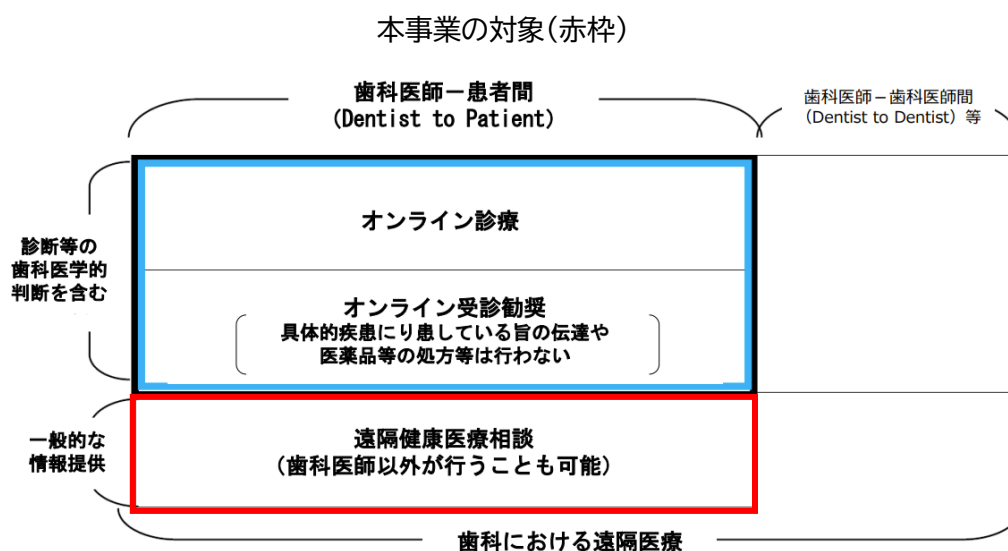 本事業の対象(赤枠)
歯科医師－患者間
(Dentist to Patient)
歯科医師－歯科医師間
(Dentist to Dentist)等
診断等の
歯科医学的
判断を含む
オンライン診療
オンライン受診勧奨
具体的疾患にり患している旨の伝達や
医薬品等の処方等は行わない
一般的な
情報提供
遠隔健康医療相談
(歯科医師以外が行うことも可能)
歯科における遠隔医療